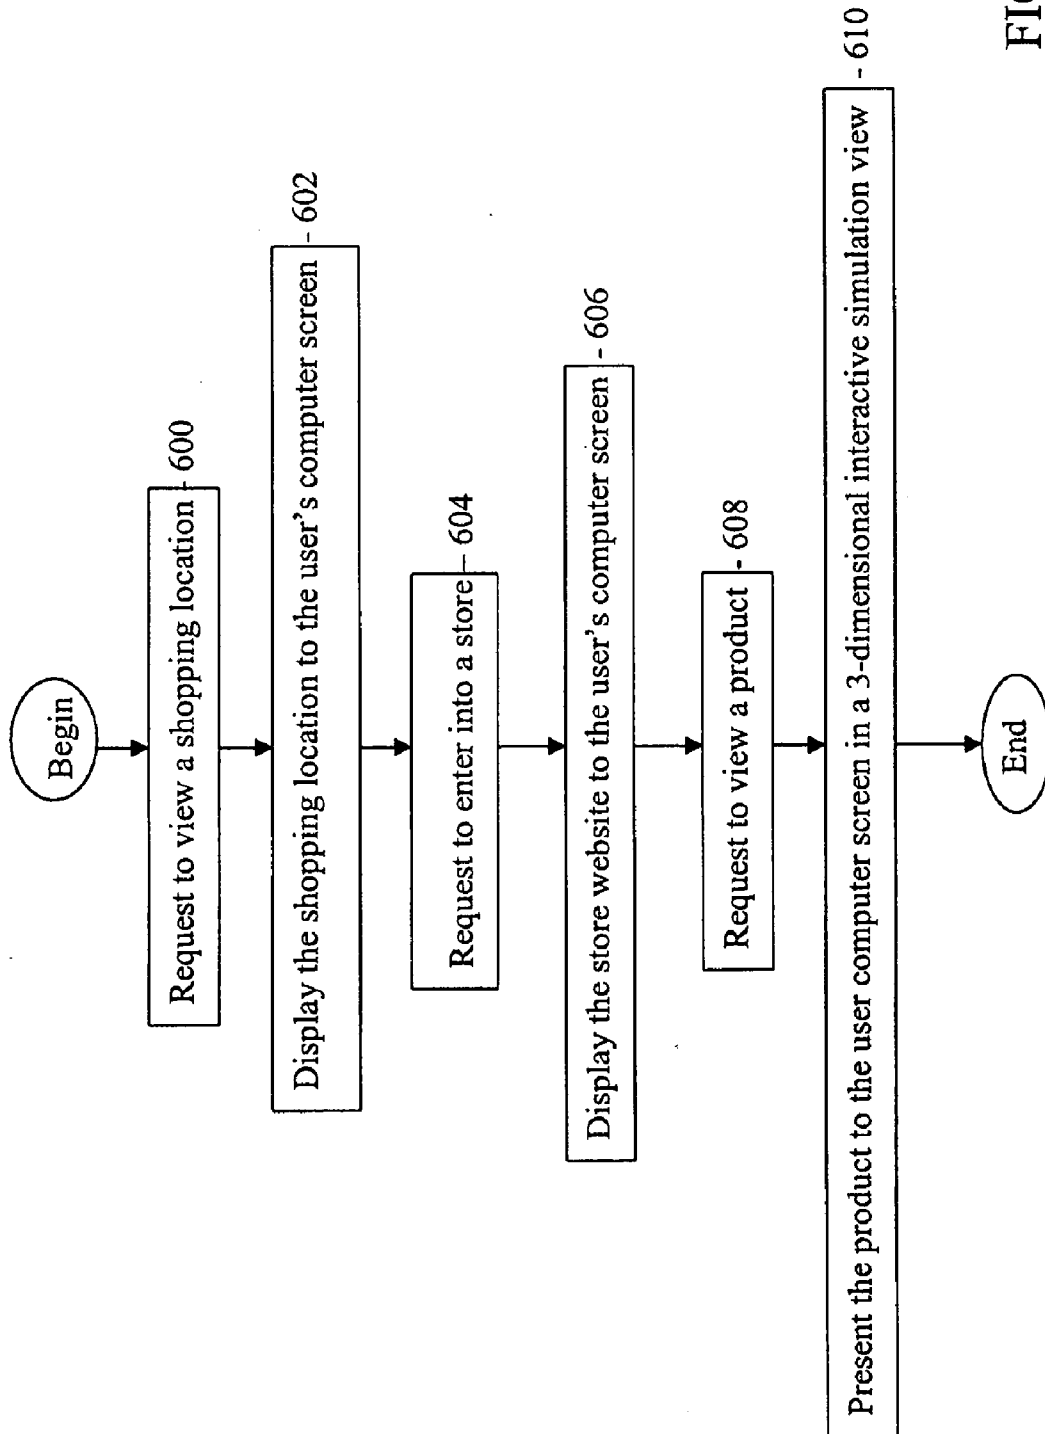 Begin
Request to view a shopping location - 600
Display the shopping location to the user's computer screen - 602
Request to enter into a store - 604
Display the store website to the user's computer screen - 606
Request to view a product - 608
Present the product to the user computer screen in a 3-dimensional interactive simulation view - 610
End